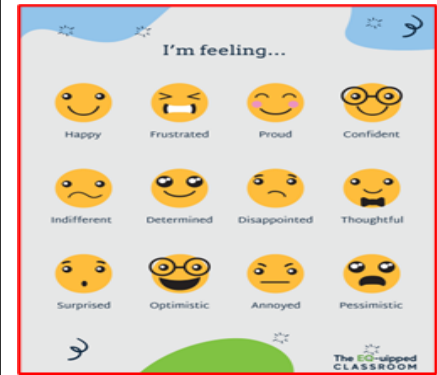 I'm feeling...
Happy Frustrated Proud Confident
Indifferent Determined Disappointed Thoughtful
Surprised Optimistic Annoyed Pessimistic
The EQ-uipped
CLASSROOM